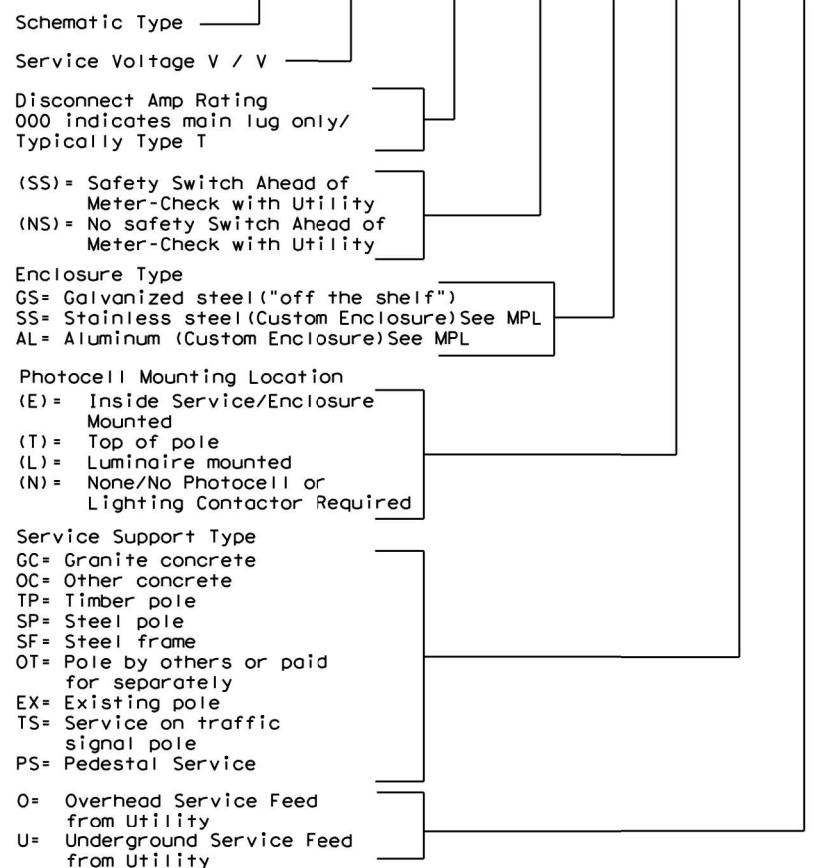 Schematic Type
Service Voltage V / V
Disconnect Amp Rating
000 indicates main lug only/
Typically Type T
(SS)= Safety Switch Ahead of
Meter-Check with Utility
(NS)= No safety Switch Ahead of
Meter-Check with Utility
Enclosure Type
GS= Galvanized steel("off the shelf")
SS= Stainless steel(Custom Enclosure)See MPL
AL= Aluminum (Custom Enclosure)See MPL
Photocell Mounting Location
(E)= Inside Service/Enclosure
Mounted
(T)= Top of pole
(L)= Luminaire mounted
(N)= None/No Photocell or
Lighting Contactor Required
Service Support Type
GC= Granite concrete
OC= Other concrete
TP= Timber pole
SP= Steel pole
SF= Steel frame
OT= Pole by others or paid
for separately
EX= Existing pole
TS= Service on traffic
signal pole
PS= Pedestal Service
O= Overhead Service Feed
from Utility
U= Underground Service Feed
from Utility